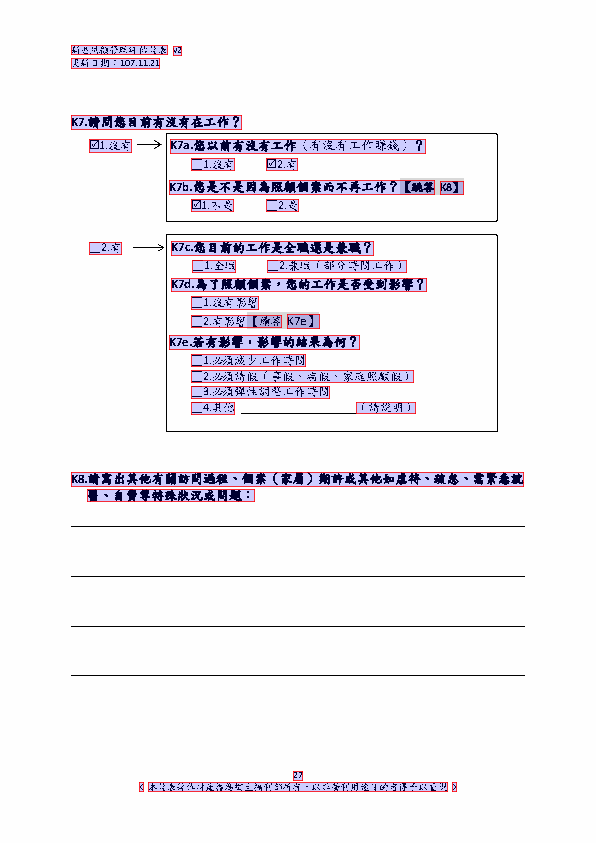 更新日期：107.11.21
K7.請問您目前有沒有在工作？
☑1.沒有
K7a.您以前有沒有工作（有沒有工作賺錢）？
__1.沒有 ☑2.有
K7b.您是不是因為照顧個案而不再工作？【跳答 K8】
☑1.不是 __2.是
__2.有
K7c.您目前的工作是全職還是兼職？
__1.全職 __2.兼職（部分時間工作）
K7d.為了照顧個案，您的工作是否受到影響？
__1.沒有影響
__2.有影響【續答 K7e】
K7e.若有影響，影響的結果為何？
__1.必須減少工作時間
__2.必須請假（事假、病假、家庭照顧假）
__3.必須彈性調整工作時間
__4.其他 ____________________（請說明）
K8.請寫出其他有關訪問過程、個案（家屬）期許或其他如虐待、疏忽、需緊急就
醫、自費等特殊狀況或問題：
27